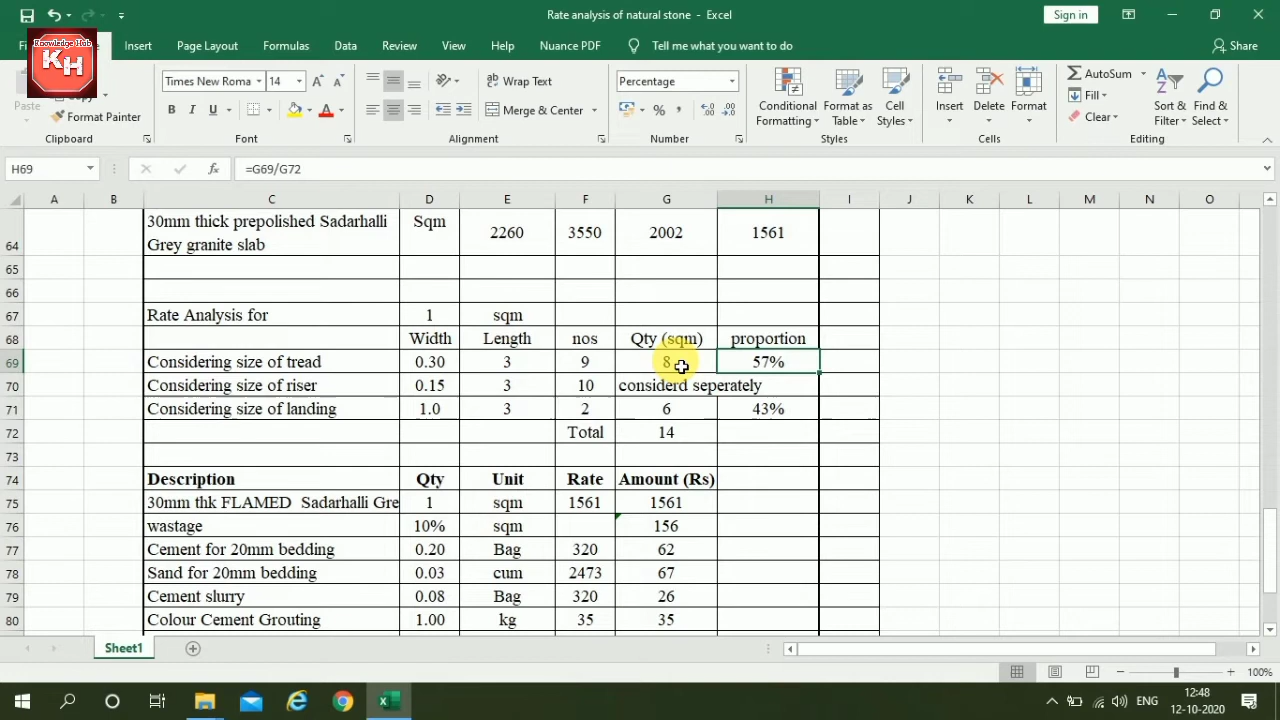 Rate analysis of natural stone - Excel
Sign in
Knowledge Hub
KH
Insert
Page Layout
Formulas
Data
Review
View
Help
Nuance PDF
Tell me what you want to do
Share
Paste
Format Painter
Clipboard
Times New Roma
14
B I U
Font
Wrap Text
Merge & Center
Alignment
Percentage
Number
Conditional Formatting
Format as Table
Cell Styles
Styles
Insert
Delete
Format
Cells
AutoSum
Fill
Clear
Sort & Filter
Find & Select
Editing
H69
=G69/G72
A B C D E F G H I J K L M N O
64 30mm thick prepolished Sadarhalli Grey granite slab Sqm 2260 3550 2002 1561
65
66
67 Rate Analysis for 1 sqm
68 Width Length nos Qty (sqm) proportion
69 Considering size of tread 0.30 3 9 8 57%
70 Considering size of riser 0.15 3 10 considerd seperately
71 Considering size of landing 1.0 3 2 6 43%
72 Total 14
73
74 Description Qty Unit Rate Amount (Rs)
75 30mm thk FLAMED Sadarhalli Gre 1 sqm 1561 1561
76 wastage 10% sqm 156
77 Cement for 20mm bedding 0.20 Bag 320 62
78 Sand for 20mm bedding 0.03 cum 2473 67
79 Cement slurry 0.08 Bag 320 26
80 Colour Cement Grouting 1.00 kg 35 35
Sheet1
100%
ENG
12:48
12-10-2020